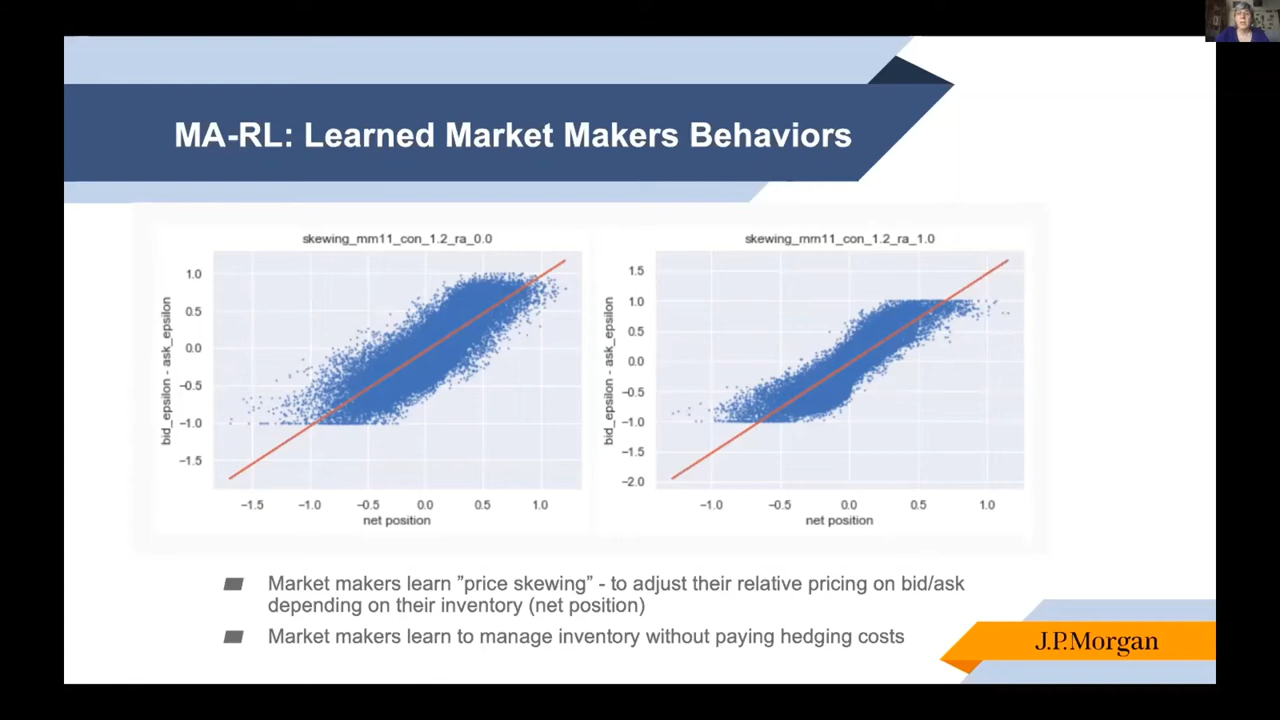 MA-RL: Learned Market Makers Behaviors
skewing_mm11_con_1.2_ra_0.0
1.0
0.5
0.0
−0.5
−1.0
−1.5
bid_epsilon - ask_epsilon
−1.5 −1.0 −0.5 0.0 0.5 1.0
net position
skewing_mm11_con_1.2_ra_1.0
1.5
1.0
0.5
0.0
−0.5
−1.0
−1.5
−2.0
bid_epsilon - ask_epsilon
−1.0 −0.5 0.0 0.5 1.0
net position
Market makers learn ”price skewing” - to adjust their relative pricing on bid/ask
depending on their inventory (net position)
Market makers learn to manage inventory without paying hedging costs
J.P.Morgan